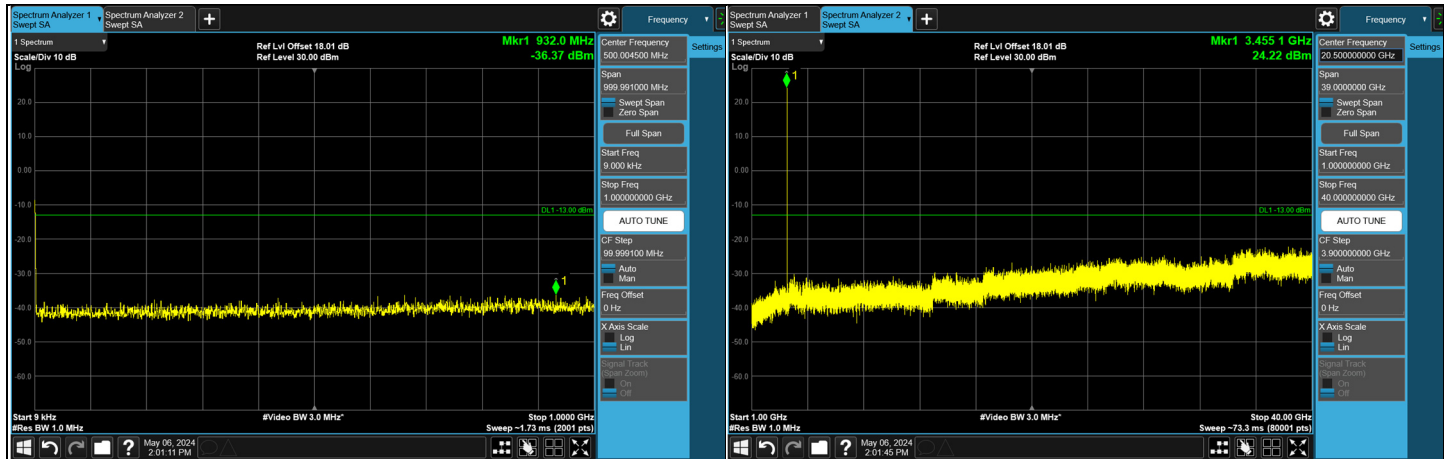 Spectrum Analyzer 1
Swept SA
Spectrum Analyzer 2
Swept SA
+
Frequency
1 Spectrum
Scale/Div 10 dB
Log
Ref Lvl Offset 18.01 dB
Ref Level 30.00 dBm
Mkr1 932.0 MHz
-36.37 dBm
1
20.0
10.0
0.00
-10.0
-20.0
-30.0
-40.0
-50.0
-60.0
DL1 -13.00 dBm
Start 9 kHz
#Res BW 1.0 MHz
#Video BW 3.0 MHz*
Stop 1.0000 GHz
Sweep ~1.73 ms (2001 pts)
Settings
Center Frequency
500.004500 MHz
Span
999.991000 MHz
Swept Span
Zero Span
Full Span
Start Freq
9.000 kHz
Stop Freq
1.000000000 GHz
AUTO TUNE
CF Step
99.999100 MHz
Auto
Man
Freq Offset
0 Hz
X Axis Scale
Log
Lin
Signal Track
(Span Zoom)
On
Off
?
May 06, 2024
2:01:11 PM
Spectrum Analyzer 1
Swept SA
Spectrum Analyzer 2
Swept SA
+
Frequency
1 Spectrum
Scale/Div 10 dB
Log
Ref Lvl Offset 18.01 dB
Ref Level 30.00 dBm
Mkr1 3.455 1 GHz
24.22 dBm
1
20.0
10.0
0.00
-10.0
-20.0
-30.0
-40.0
-50.0
-60.0
DL1 -13.00 dBm
Start 1.00 GHz
#Res BW 1.0 MHz
#Video BW 3.0 MHz*
Stop 40.00 GHz
Sweep ~73.3 ms (80001 pts)
Settings
Center Frequency
20.500000000 GHz
Span
39.0000000 GHz
Swept Span
Zero Span
Full Span
Start Freq
1.000000000 GHz
Stop Freq
40.000000000 GHz
AUTO TUNE
CF Step
3.900000000 GHz
Auto
Man
Freq Offset
0 Hz
X Axis Scale
Log
Lin
Signal Track
(Span Zoom)
On
Off
?
May 06, 2024
2:01:45 PM